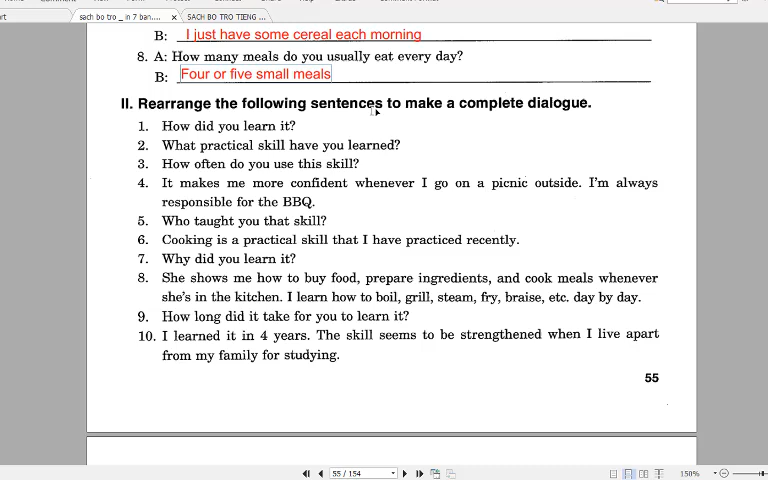 sach bo tro _ in 7 ban.... x SACH BO TRO TIENG ...
B: I just have some cereal each morning
8. A: How many meals do you usually eat every day?
B: Four or five small meals
II. Rearrange the following sentences to make a complete dialogue.
1. How did you learn it?
2. What practical skill have you learned?
3. How often do you use this skill?
4. It makes me more confident whenever I go on a picnic outside. I'm always
responsible for the BBQ.
5. Who taught you that skill?
6. Cooking is a practical skill that I have practiced recently.
7. Why did you learn it?
8. She shows me how to buy food, prepare ingredients, and cook meals whenever
she's in the kitchen. I learn how to boil, grill, steam, fry, braise, etc. day by day.
9. How long did it take for you to learn it?
10. I learned it in 4 years. The skill seems to be strengthened when I live apart
from my family for studying.
55
55 / 154
150%